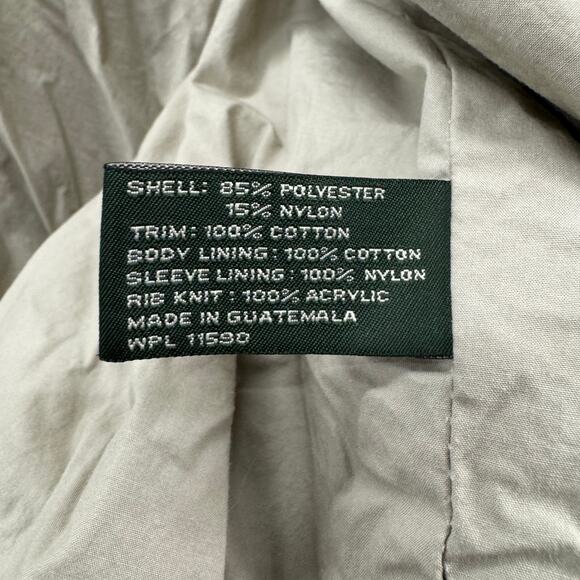 SHELL: 85% POLYESTER
15% NYLON
TRIM: 100% COTTON
BODY LINING: 100% COTTON
SLEEVE LINING: 100% NYLON
RIB KNIT: 100% ACRYLIC
MADE IN GUATEMALA
WPL 11590